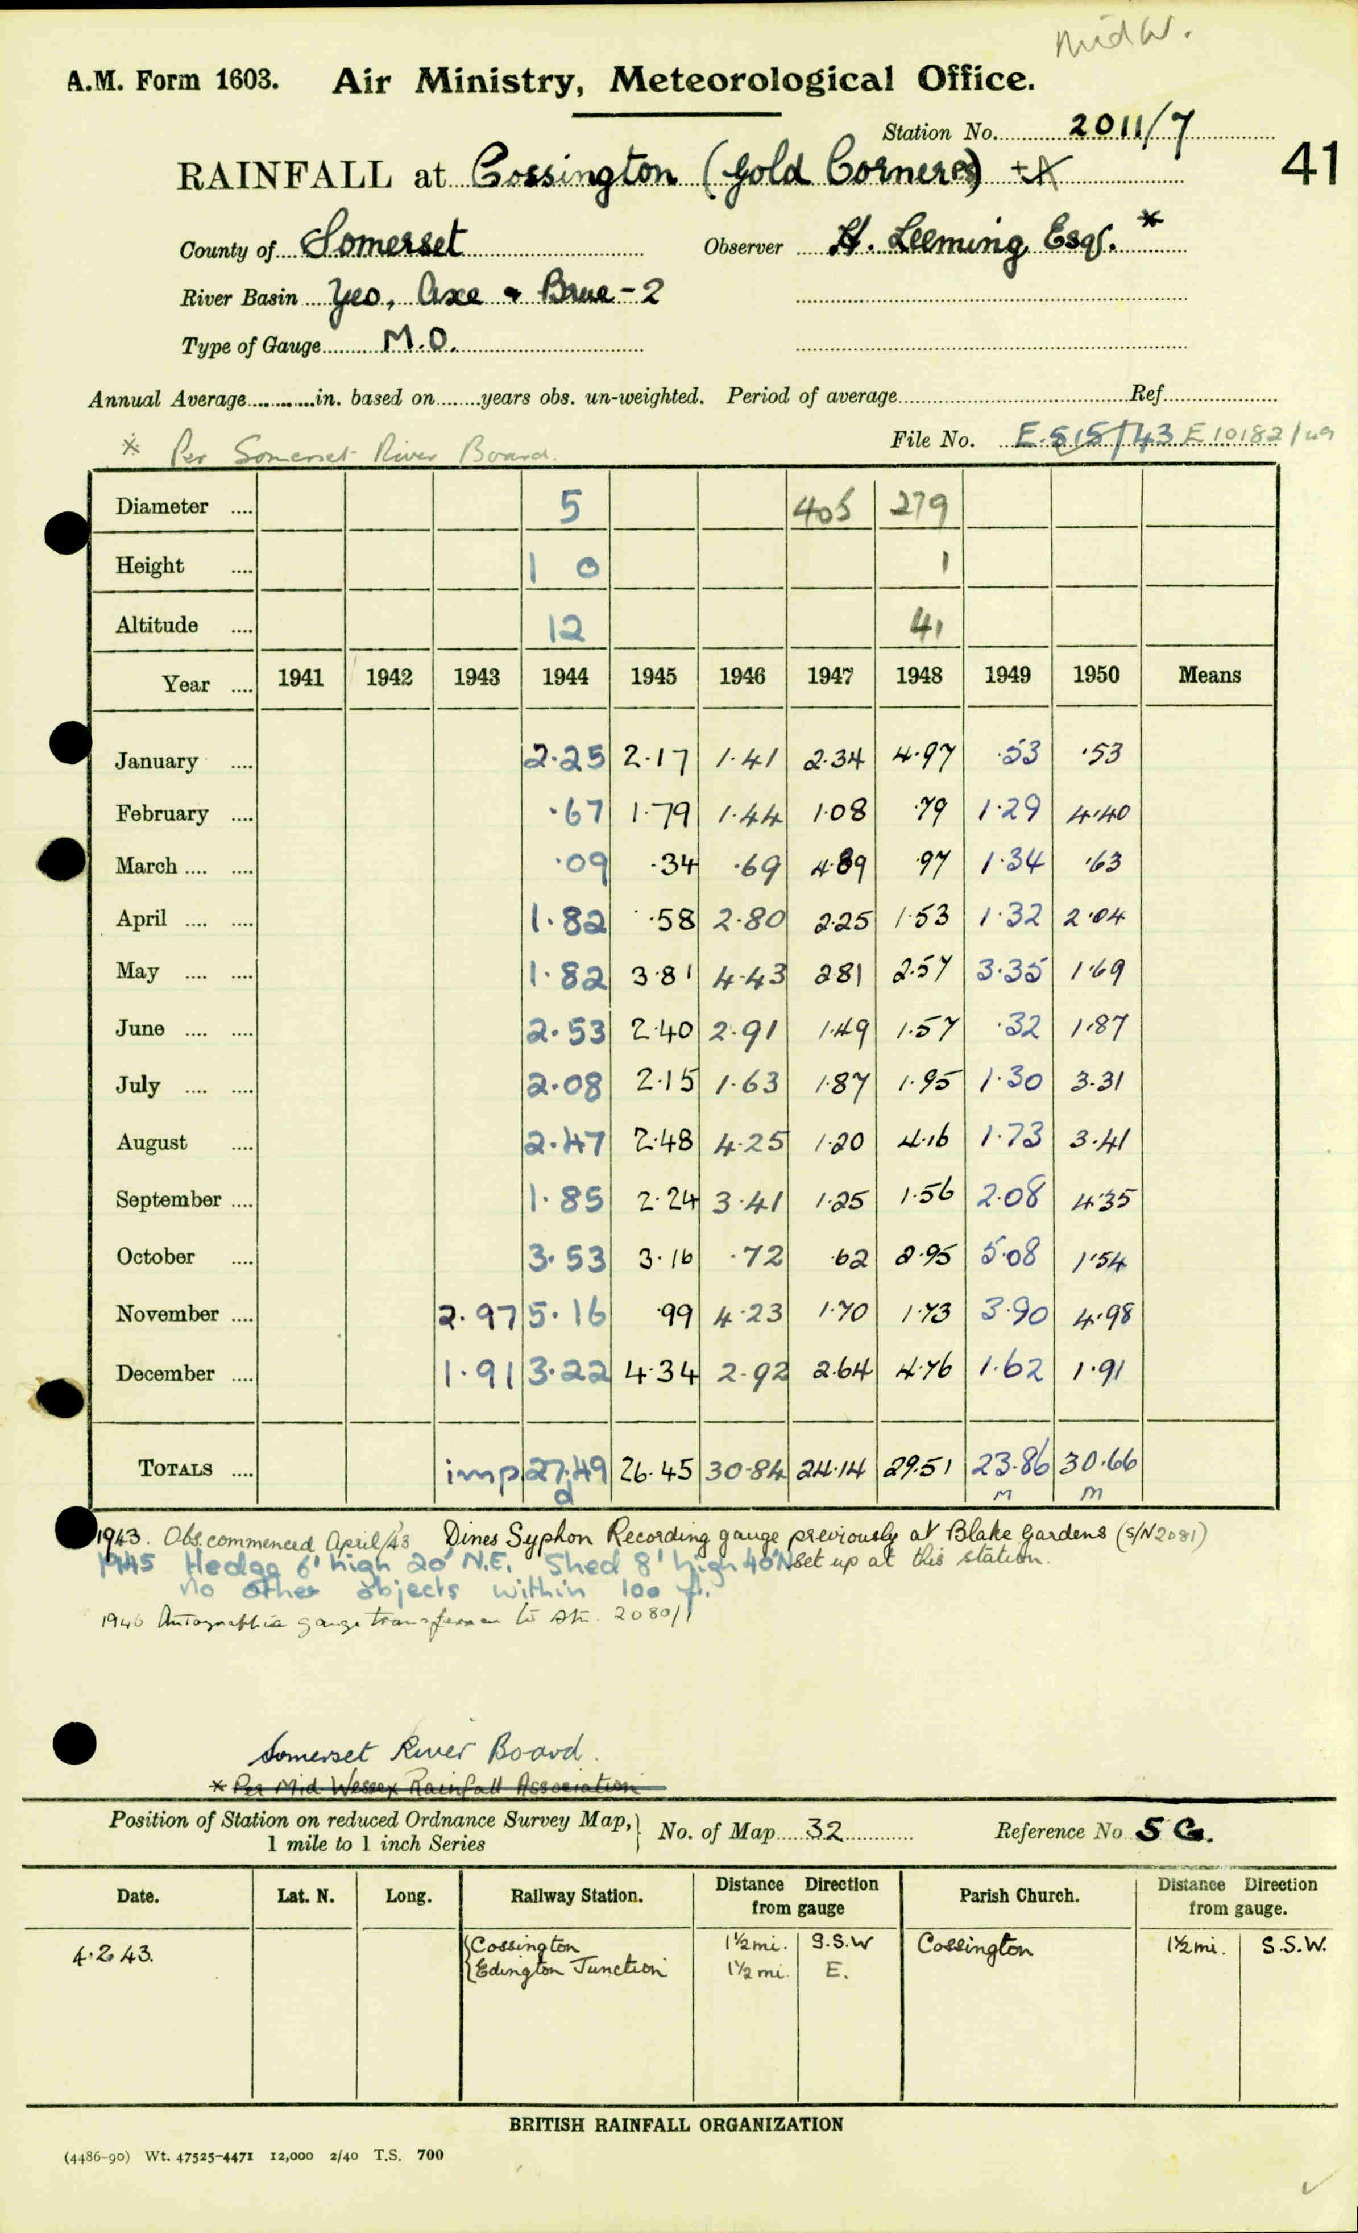 Mid W.
A.M. Form 1603. Air Ministry, Meteorological Office.
Station No. 2011/7
41
RAINFALL at Cossington (Gold Corner)
County of Somerset Observer H. Leeming Esq. *
River Basin Yeo, Axe & Brue - 2
Type of Gauge M.O.
Annual Average in. based on years obs. un-weighted. Period of average Ref.
File No. E.515/43 E10182/49
* Per Somerset River Board.
Diameter 5 405 279
Height 1 0 1
Altitude 12 41
Year 1941 1942 1943 1944 1945 1946 1947 1948 1949 1950 Means
January 2.25 2.17 1.41 2.34 4.97 .53 .53
February .67 1.79 1.44 1.08 .79 1.29 4.40
March .09 .34 .69 4.89 .97 1.34 .63
April 1.82 .58 2.80 2.25 1.53 1.32 2.04
May 1.82 3.81 4.43 2.81 2.57 3.35 1.69
June 2.53 2.40 2.91 1.49 1.57 .32 1.87
July 2.08 2.15 1.63 1.87 1.95 1.30 3.31
August 2.47 2.48 4.25 1.20 4.16 1.73 3.41
September 1.85 2.24 3.41 1.25 1.56 2.08 4.35
October 3.53 3.16 .72 .62 2.95 5.08 1.54
November 2.97 5.16 .99 4.23 1.70 1.73 3.90 4.98
December 1.91 3.22 4.34 2.92 2.64 4.76 1.62 1.91
TOTALS imp 27.49 26.45 30.84 24.14 29.51 23.86 30.66
a m m
1943. Obs. commenced April/43 Dines Syphon Recording gauge previously at Blake Gardens (S/N 2081)
set up at this station.
1945 Hedge 6' high 20' N.E. Shed 8' high 40' N
No other objects within 100 ft.
1946 Autographic gauge transferred to stn. 2080/1
Somerset River Board.
* Per Mid Wessex Rainfall Association
Position of Station on reduced Ordnance Survey Map, No. of Map 32 Reference No 5 G.
1 mile to 1 inch Series
Date. Lat. N. Long. Railway Station. Distance Direction from gauge Parish Church. Distance Direction from gauge.
4.2.43. Cossington 1½ mi. S.S.W Cossington 1½ mi. S.S.W.
Edington Junction 1½ mi. E.
BRITISH RAINFALL ORGANIZATION
(4486-90) Wt. 47525-4471 12,000 2/40 T.S. 700